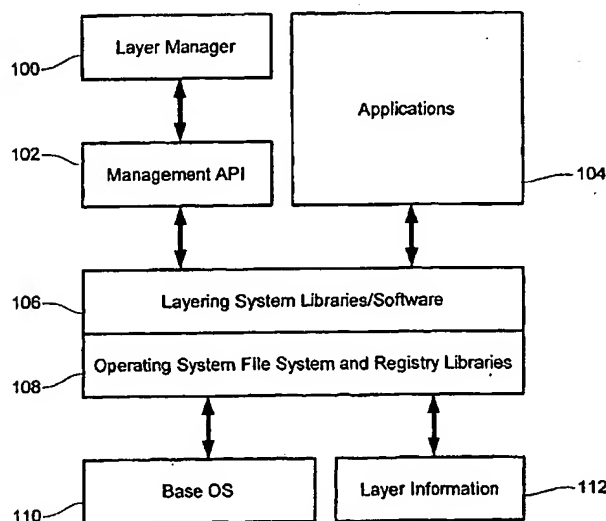 100
Layer Manager
Applications
102
Management API
104
106
Layering System Libraries/Software
108
Operating System File System and Registry Libraries
110
Base OS
Layer Information
112